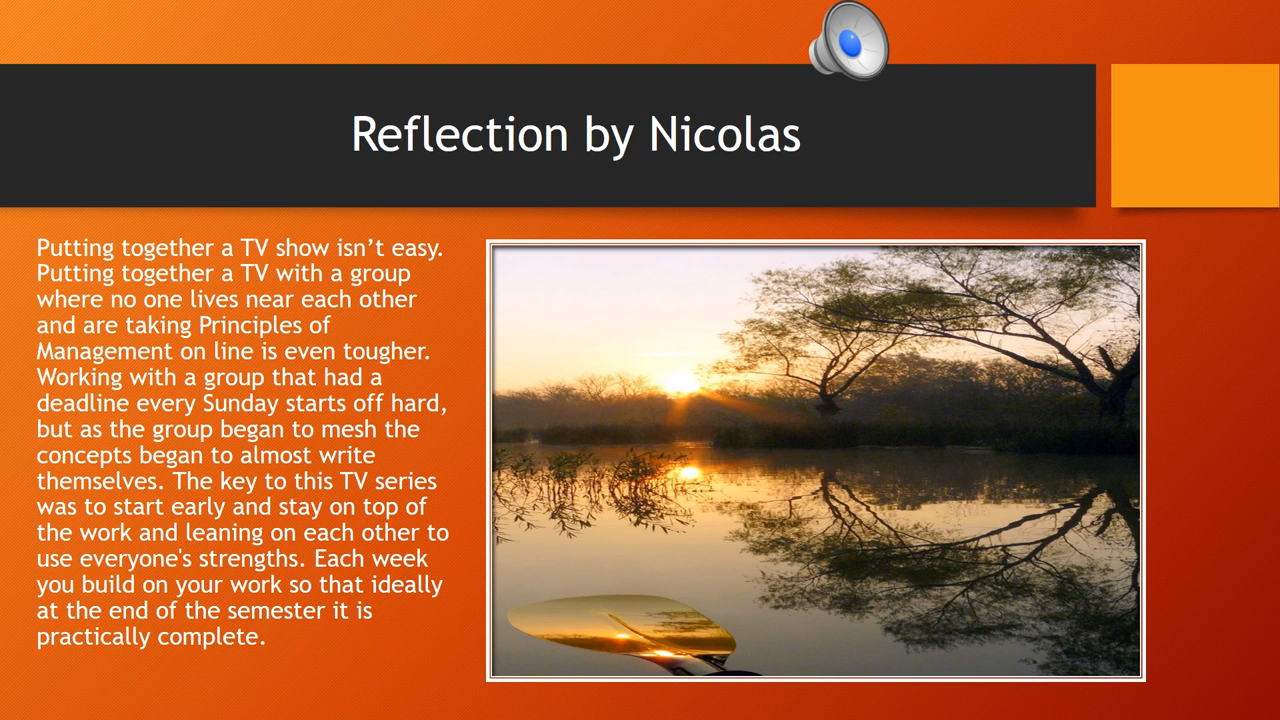 Reflection by Nicolas
Putting together a TV show isn’t easy.
Putting together a TV with a group
where no one lives near each other
and are taking Principles of
Management on line is even tougher.
Working with a group that had a
deadline every Sunday starts off hard,
but as the group began to mesh the
concepts began to almost write
themselves. The key to this TV series
was to start early and stay on top of
the work and leaning on each other to
use everyone's strengths. Each week
you build on your work so that ideally
at the end of the semester it is
practically complete.